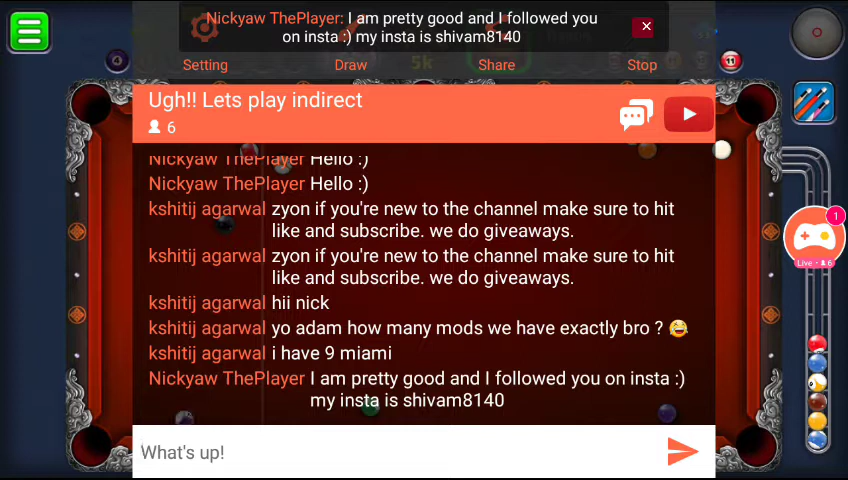 Nickyaw ThePlayer: I am pretty good and I followed you
on insta :) my insta is shivam8140
Setting
Draw
5k
Share
Stop
4
11
Ugh!! Lets play indirect
6
Nickyaw ThePlayer Hello :)
Nickyaw ThePlayer Hello :)
kshitij agarwal zyon if you're new to the channel make sure to hit
like and subscribe. we do giveaways.
kshitij agarwal zyon if you're new to the channel make sure to hit
like and subscribe. we do giveaways.
kshitij agarwal hii nick
kshitij agarwal yo adam how many mods we have exactly bro ? 😂
kshitij agarwal i have 9 miami
Nickyaw ThePlayer I am pretty good and I followed you on insta :)
my insta is shivam8140
1
Live • 6
What's up!